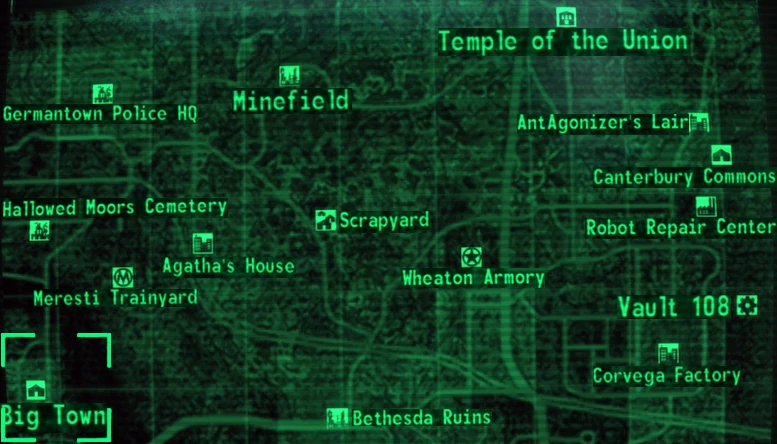 Temple of the Union
Minefield
Germantown Police HQ
AntAgonizer's Lair
Canterbury Commons
Hallowed Moors Cemetery
Scrapyard
Robot Repair Center
Agatha's House
Wheaton Armory
Meresti Trainyard
Vault 108
Corvega Factory
Big Town
Bethesda Ruins